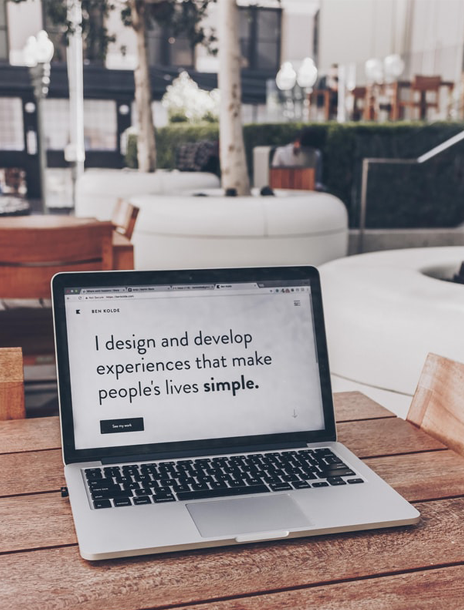 BEN KOLDE
I design and develop
experiences that make
people's lives simple.
See my work